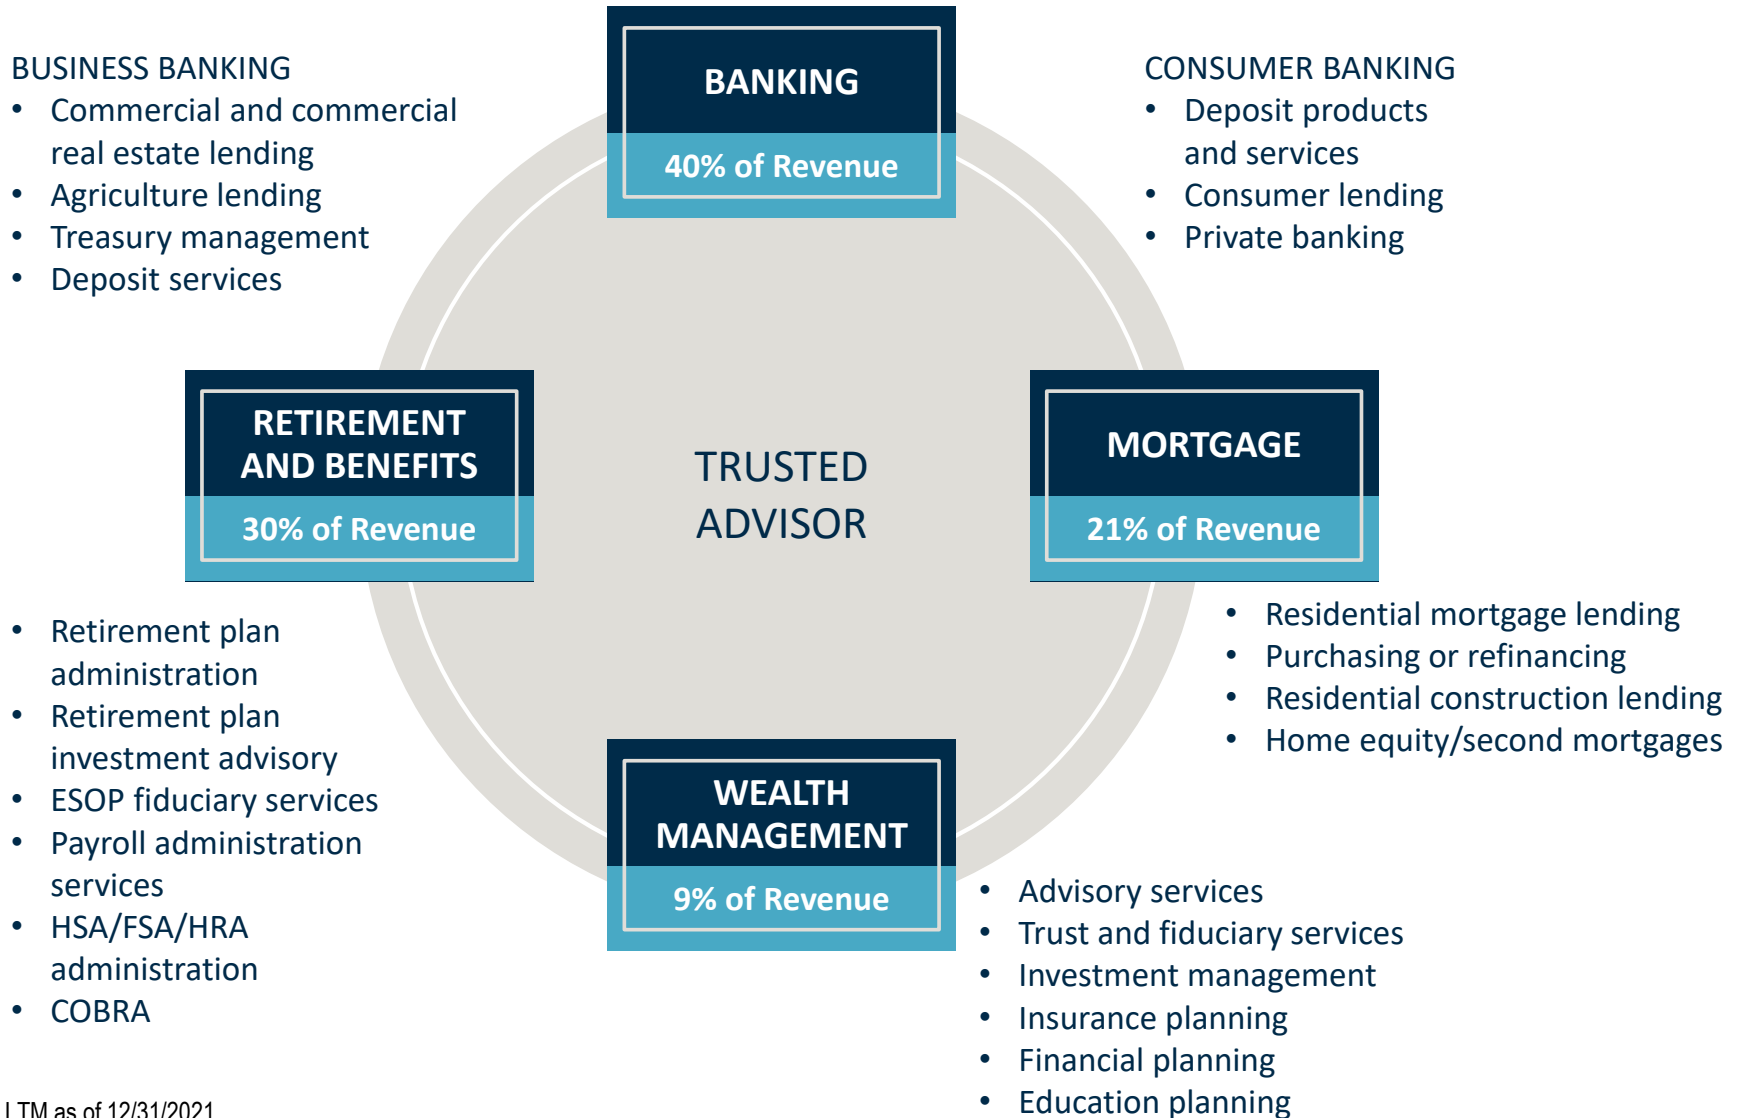 BUSINESS BANKING
• Commercial and commercial
real estate lending
• Agriculture lending
• Treasury management
• Deposit services
BANKING
40% of Revenue
CONSUMER BANKING
• Deposit products
and services
• Consumer lending
• Private banking
RETIREMENT
AND BENEFITS
30% of Revenue
TRUSTED
ADVISOR
MORTGAGE
21% of Revenue
• Retirement plan
administration
• Retirement plan
investment advisory
• ESOP fiduciary services
• Payroll administration
services
• HSA/FSA/HRA
administration
• COBRA
• Residential mortgage lending
• Purchasing or refinancing
• Residential construction lending
• Home equity/second mortgages
WEALTH
MANAGEMENT
9% of Revenue
• Advisory services
• Trust and fiduciary services
• Investment management
• Insurance planning
• Financial planning
• Education planning
LTM as of 12/31/2021